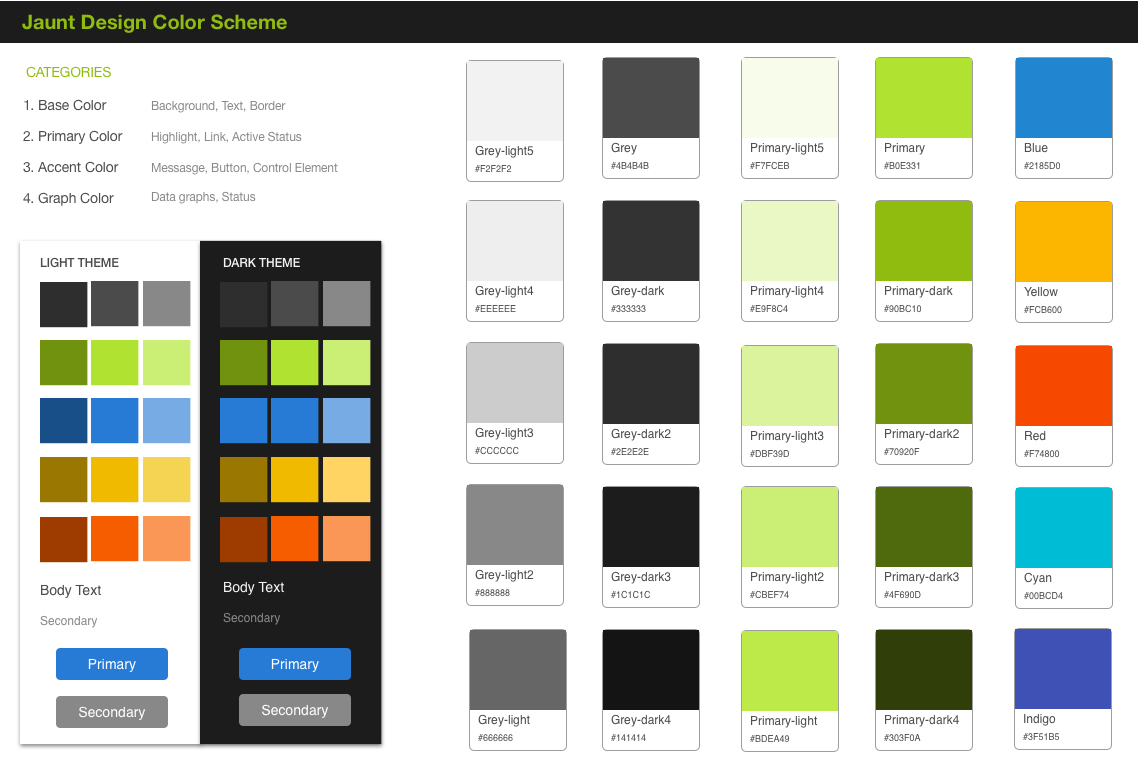 Jaunt Design Color Scheme
CATEGORIES
1. Base Color Background, Text, Border
2. Primary Color Highlight, Link, Active Status
3. Accent Color Messasge, Button, Control Element
4. Graph Color Data graphs, Status
LIGHT THEME
Body Text
Secondary
Primary
Secondary
DARK THEME
Body Text
Secondary
Primary
Secondary
Grey-light5
#F2F2F2
Grey
#4B4B4B
Primary-light5
#F7FCEB
Primary
#B0E331
Blue
#2185D0
Grey-light4
#EEEEEE
Grey-dark
#333333
Primary-light4
#E9F8C4
Primary-dark
#90BC10
Yellow
#FCB600
Grey-light3
#CCCCCC
Grey-dark2
#2E2E2E
Primary-light3
#DBF39D
Primary-dark2
#70920F
Red
#F74800
Grey-light2
#888888
Grey-dark3
#1C1C1C
Primary-light2
#CBEF74
Primary-dark3
#4F690D
Cyan
#00BCD4
Grey-light
#666666
Grey-dark4
#141414
Primary-light
#BDEA49
Primary-dark4
#303F0A
Indigo
#3F51B5